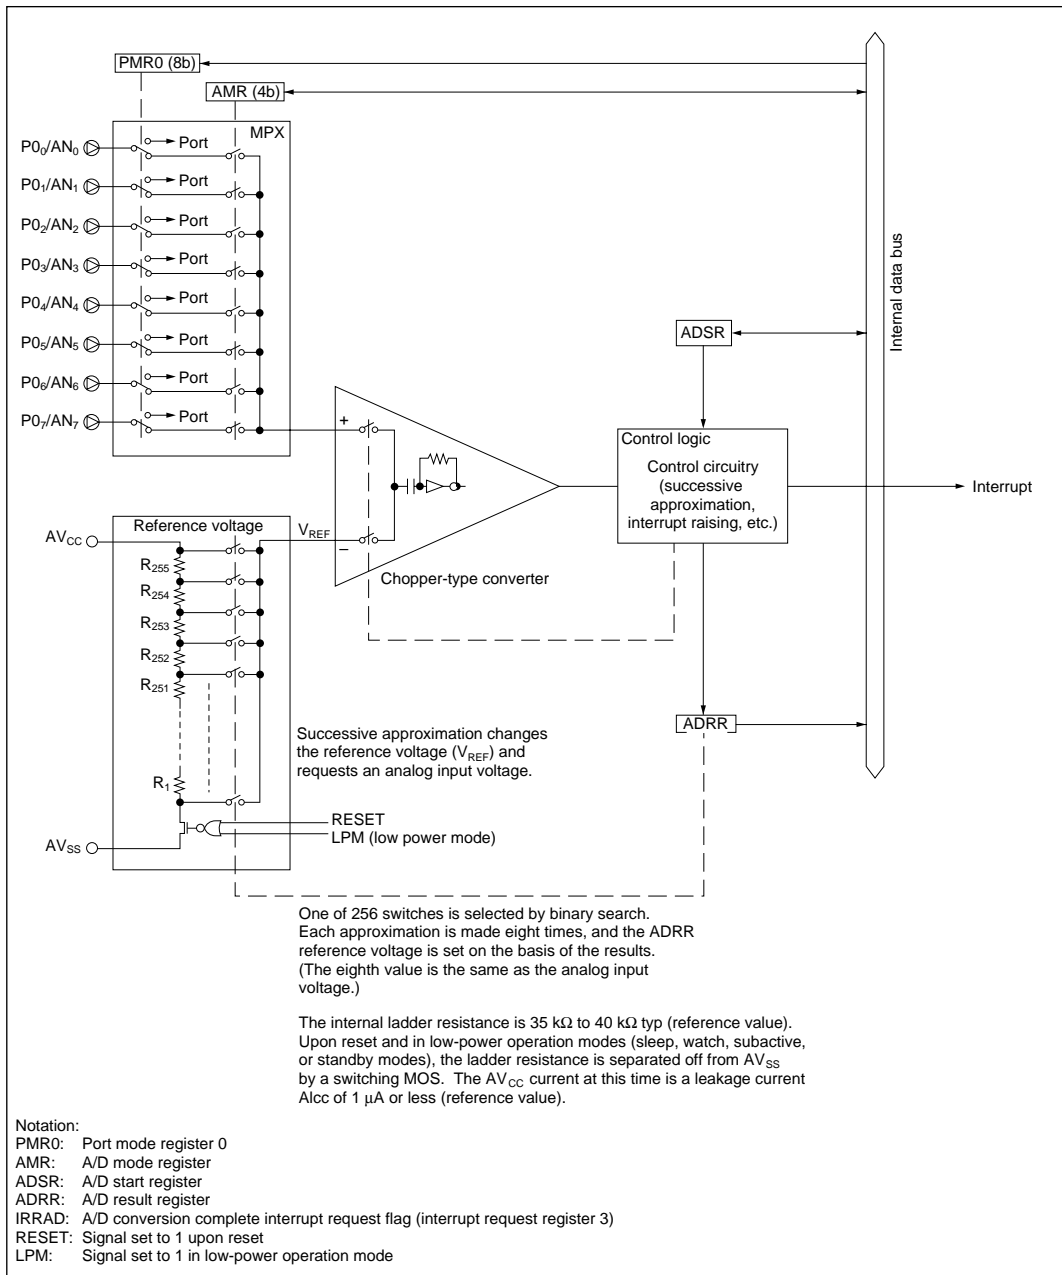 PMR0 (8b)
AMR (4b)
MPX
P0₀/AN₀ Port
P0₁/AN₁ Port
P0₂/AN₂ Port
P0₃/AN₃ Port
P0₄/AN₄ Port
P0₅/AN₅ Port
P0₆/AN₆ Port
P0₇/AN₇ Port
Internal data bus
ADSR
+
−
Control logic
Control circuitry
(successive
approximation,
interrupt raising, etc.)
Interrupt
Reference voltage
V_REF
AV_CC
Chopper-type converter
R₂₅₅
R₂₅₄
R₂₅₃
R₂₅₂
R₂₅₁
R₁
ADRR
Successive approximation changes
the reference voltage (V_REF) and
requests an analog input voltage.
RESET
LPM (low power mode)
AV_SS
One of 256 switches is selected by binary search.
Each approximation is made eight times, and the ADRR
reference voltage is set on the basis of the results.
(The eighth value is the same as the analog input
voltage.)
The internal ladder resistance is 35 kΩ to 40 kΩ typ (reference value).
Upon reset and in low-power operation modes (sleep, watch, subactive,
or standby modes), the ladder resistance is separated off from AV_SS
by a switching MOS. The AV_CC current at this time is a leakage current
AIcc of 1 μA or less (reference value).
Notation:
PMR0: Port mode register 0
AMR: A/D mode register
ADSR: A/D start register
ADRR: A/D result register
IRRAD: A/D conversion complete interrupt request flag (interrupt request register 3)
RESET: Signal set to 1 upon reset
LPM: Signal set to 1 in low-power operation mode